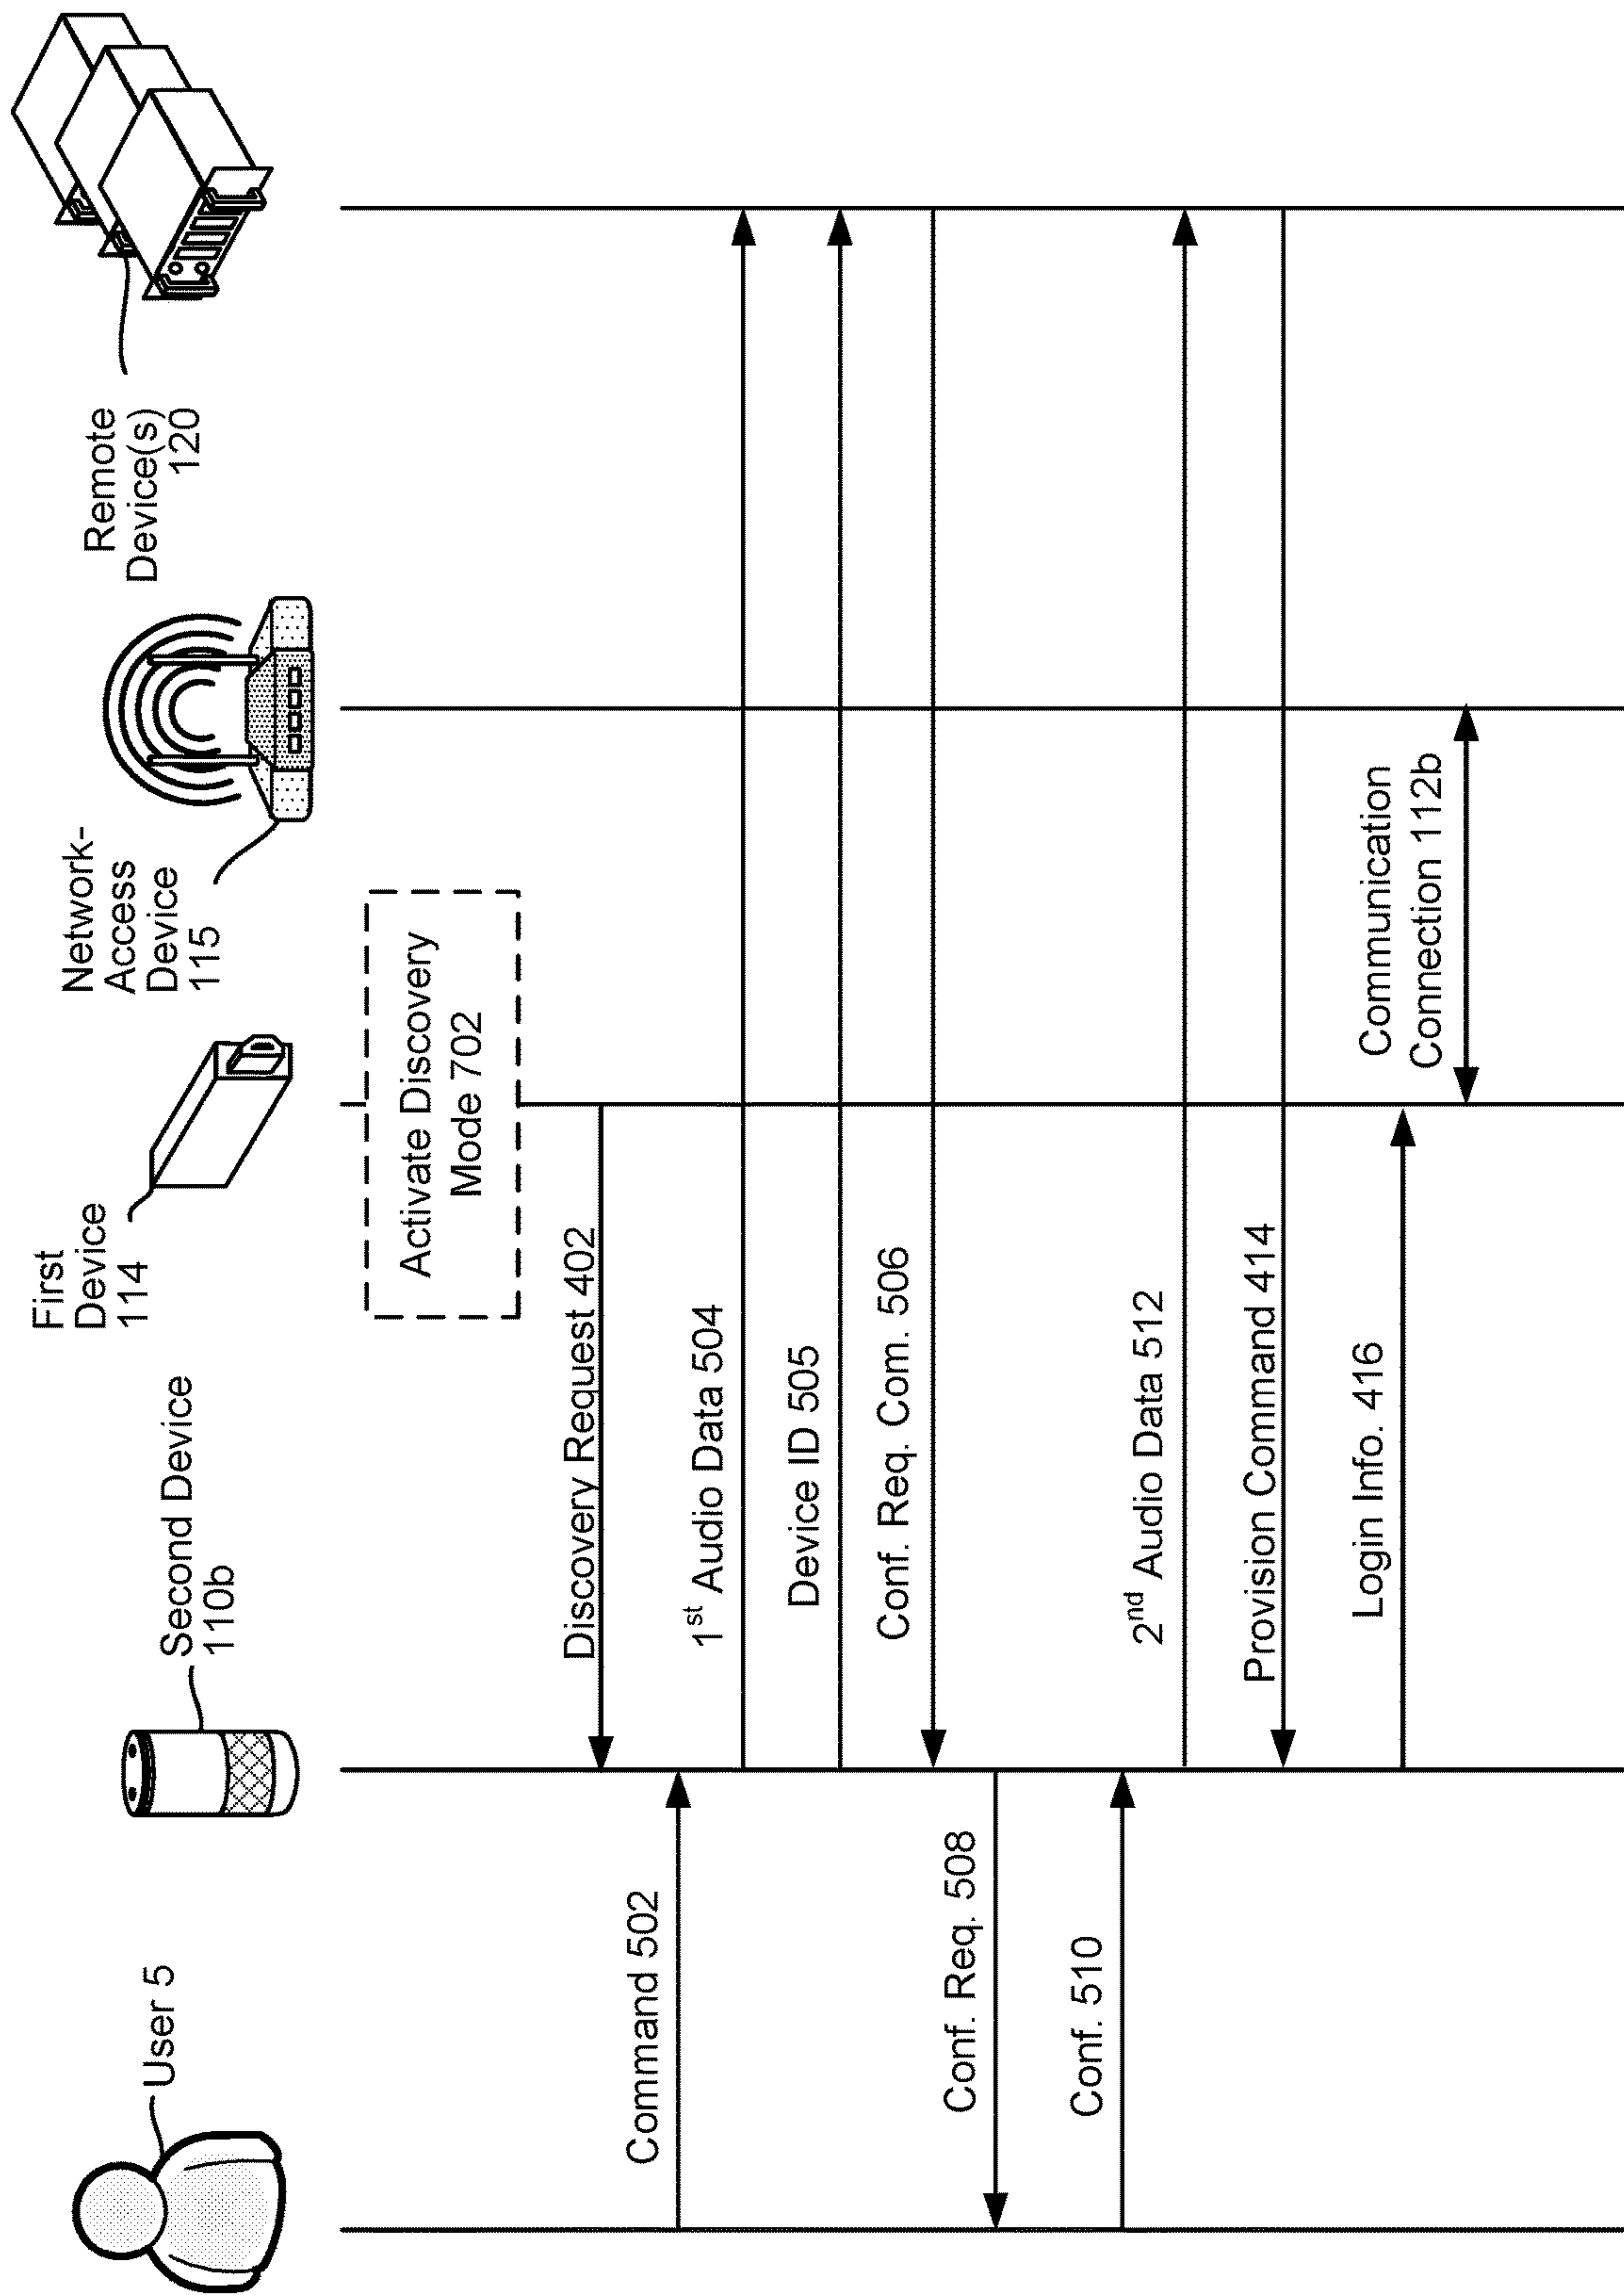 User 5
Second Device
110b
First
Device
114
Network-
Access
Device
115
Remote
Device(s)
120
Activate Discovery
Mode 702
Discovery Request 402
Command 502
1st Audio Data 504
Device ID 505
Conf. Req. Com. 506
Conf. Req. 508
Conf. 510
2nd Audio Data 512
Provision Command 414
Login Info. 416
Communication
Connection 112b